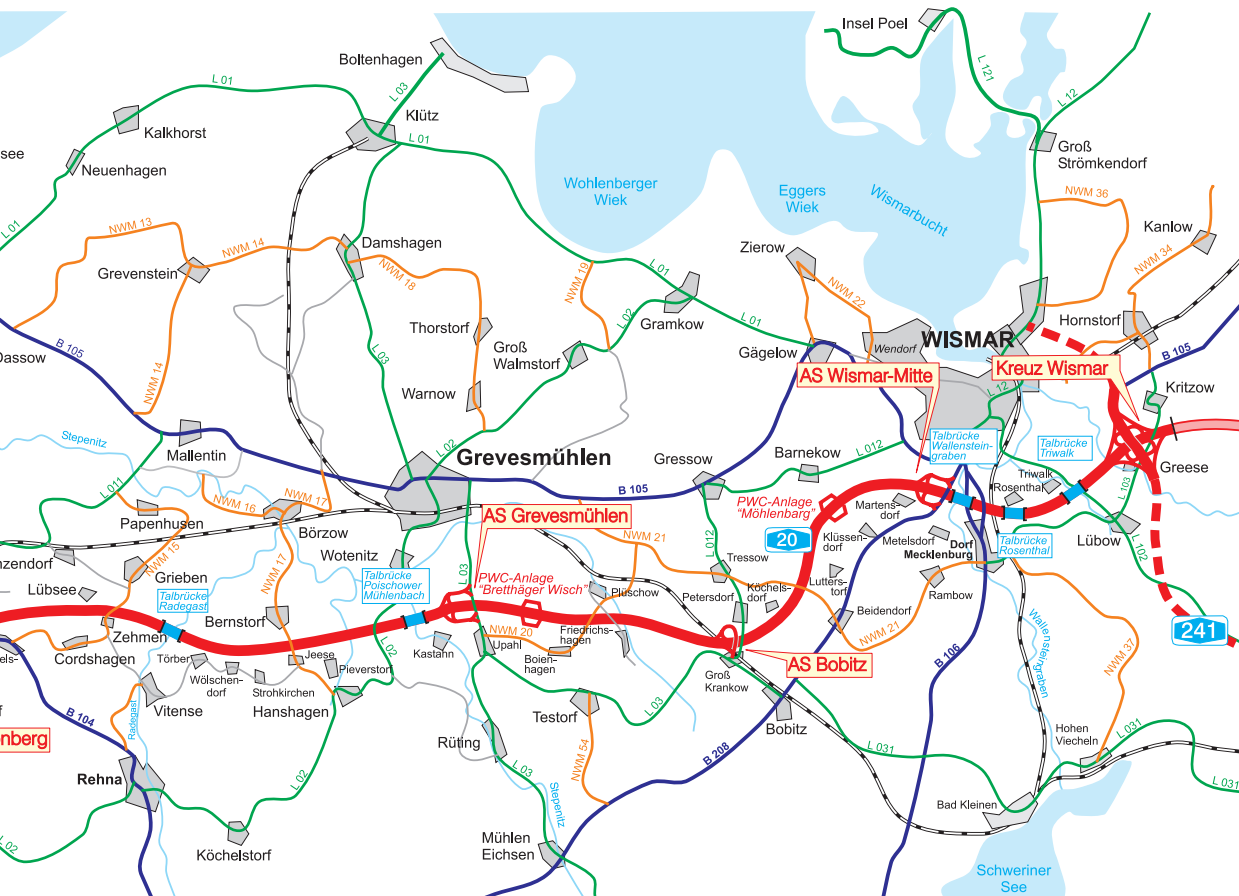 Insel Poel
Boltenhagen
L 03
L 01
L 121
L 12
Kalkhorst
Klütz
L 01
Groß
Strömkendorf
see
Neuenhagen
Wohlenberger
Wiek
Eggers
Wiek
Wismarbucht
NWM 36
L 01
NWM 13
NWM 14
Damshagen
Zierow
Kanlow
NWM 34
Grevenstein
NWM 18
NWM 19
L 01
NWM 22
L 02
Gramkow
L 01
Thorstorf
Hornstorf
B 105
Groß
Walmstorf
Gägelow
Wendorf
WISMAR
B 105
Dassow
L 03
NWM 14
Warnow
AS Wismar-Mitte
Kreuz Wismar
L 12
Kritzow
Stepenitz
Mallentin
L 02
Grevesmühlen
Gressow
Barnekow
L 012
Talbrücke
Wallenstein-
graben
Talbrücke
Triwalk
Greese
L 011
NWM 16
NWM 17
B 105
PWC-Anlage
"Möhlenbarg"
Triwalk
Rosenthal
L 103
Papenhusen
Börzow
AS Grevesmühlen
Martens-
dorf
NWM 21
L 012
20
Klüssen-
dorf
Metelsdorf
Dorf
Mecklenburg
Talbrücke
Rosenthal
Lübow
L 102
nzendorf
NWM 15
Wotenitz
Tressow
Grieben
NWM 17
Talbrücke
Poischower
Mühlenbach
L 03
PWC-Anlage
"Bretthäger Wisch"
Plüschow
Köchels-
dorf
Lutters-
torf
Rambow
Lübsee
Talbrücke
Radegast
Petersdorf
Beidendorf
Bernstorf
Zehmen
NWM 20
Friedrichs-
hagen
NWM 21
Wallensteingraben
241
els-
Cordshagen
Törber
Jeese
L 02
Kastahn
Upahl
Boien-
hagen
AS Bobitz
B 106
NWM 37
Wölschen-
dorf
Pieverstorf
Groß
Krankow
Strohkirchen
f
Vitense
Hanshagen
Testorf
L 03
Bobitz
B 104
Radegast
Hohen
Viecheln
L 031
nberg
Rüting
B 208
L 031
NWM 54
Rehna
L 02
L 03
L 031
Stepenitz
Bad Kleinen
L 02
Köchelstorf
Mühlen
Eichsen
Schweriner
See